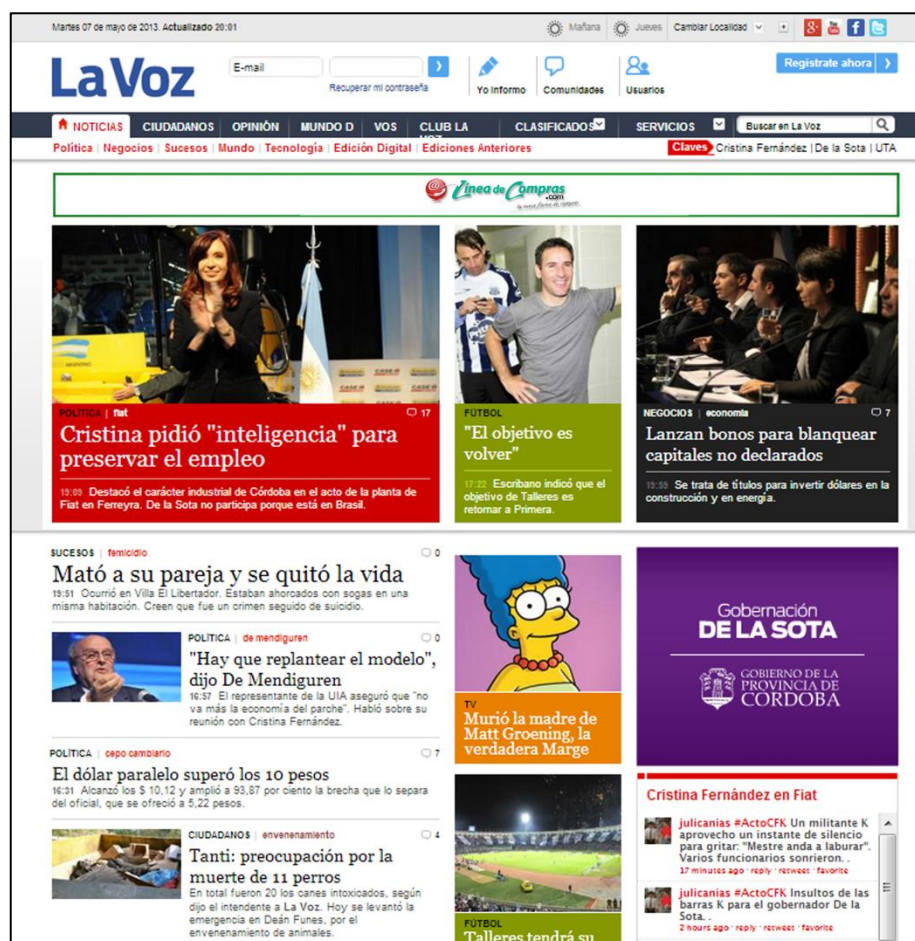 Martes 07 de mayo de 2013. Actualizado 20:01
Mañana
Jueves
Cambiar Localidad
La Voz
E-mail
Recuperar mi contraseña
Yo Informo
Comunidades
Usuarios
Registrate ahora
NOTICIAS CIUDADANOS OPINIÓN MUNDO D VOS CLUB LA CLASIFICADOS SERVICIOS Buscar en La Voz
Política | Negocios | Sucesos | Mundo | Tecnología | Edición Digital | Ediciones Anteriores
Claves Cristina Fernández | De la Sota | UTA
Línea de Compras
.com
POLÍTICA | fiat 17
Cristina pidió "inteligencia" para
preservar el empleo
19:09 Destacó el carácter industrial de Córdoba en el acto de la planta de
Fiat en Ferreyra. De la Sota no participa porque está en Brasil.
FÚTBOL
"El objetivo es
volver"
17:22 Escribano indicó que el
objetivo de Talleres es
retornar a Primera.
NEGOCIOS | economía 7
Lanzan bonos para blanquear
capitales no declarados
19:59 Se trata de títulos para invertir dólares en la
construcción y en energía.
SUCESOS | femicidio 0
Mató a su pareja y se quitó la vida
19:51 Ocurrió en Villa El Libertador. Estaban ahorcados con sogas en una
misma habitación. Creen que fue un crimen seguido de suicidio.
POLÍTICA | de mendiguren 0
"Hay que replantear el modelo",
dijo De Mendiguren
16:57 El representante de la UIA aseguró que "no
va más la economía del parche". Habló sobre su
reunión con Cristina Fernández.
POLÍTICA | cepo cambiario 7
El dólar paralelo superó los 10 pesos
16:31 Alcanzó los $ 10,12 y amplió a 93,87 por ciento la brecha que lo separa
del oficial, que se ofreció a 5,22 pesos.
CIUDADANOS | envenenamiento 4
Tanti: preocupación por la
muerte de 11 perros
En total fueron 20 los canes intoxicados, según
dijo el intendente a La Voz. Hoy se levantó la
emergencia en Deán Funes, por el
envenenamiento de animales.
TV
Murió la madre de
Matt Groening, la
verdadera Marge
FÚTBOL
Talleres tendrá su
Gobernación
DE LA SOTA
GOBIERNO DE LA
PROVINCIA DE
CORDOBA
Cristina Fernández en Fiat
julicanias #ActoCFK Un militante K
aprovecho un instante de silencio
para gritar: "Mestre anda a laburar".
Varios funcionarios sonrieron. .
17 minutes ago · reply · retweet · favorite
julicanias #ActoCFK Insultos de las
barras K para el gobernador De la
Sota. .
2 hours ago · reply · retweet · favorite